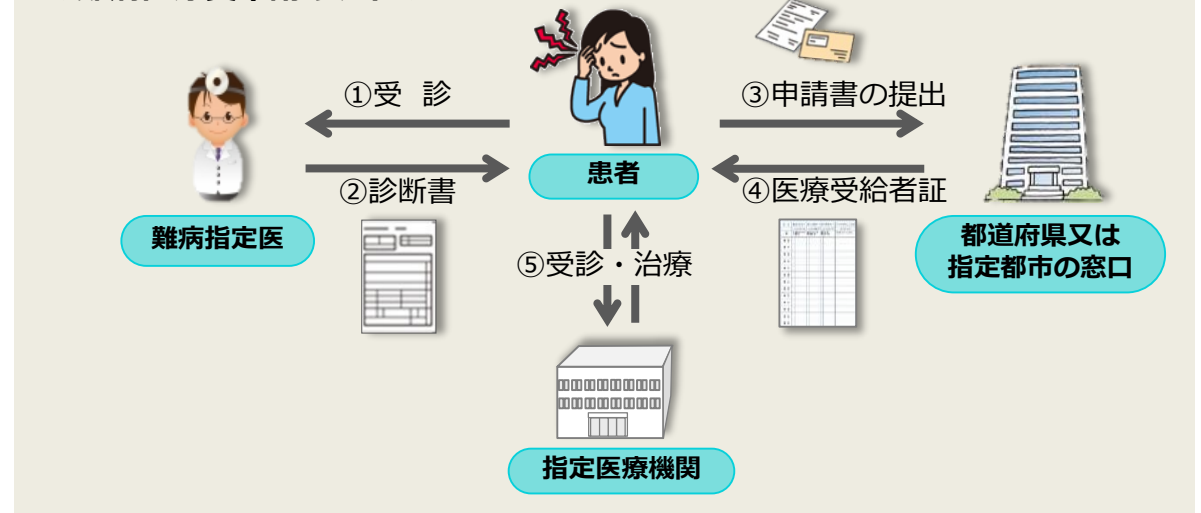 ①受 診
③申請書の提出
②診断書
患者
④医療受給者証
難病指定医
⑤受診・治療
都道府県又は
指定都市の窓口
指定医療機関